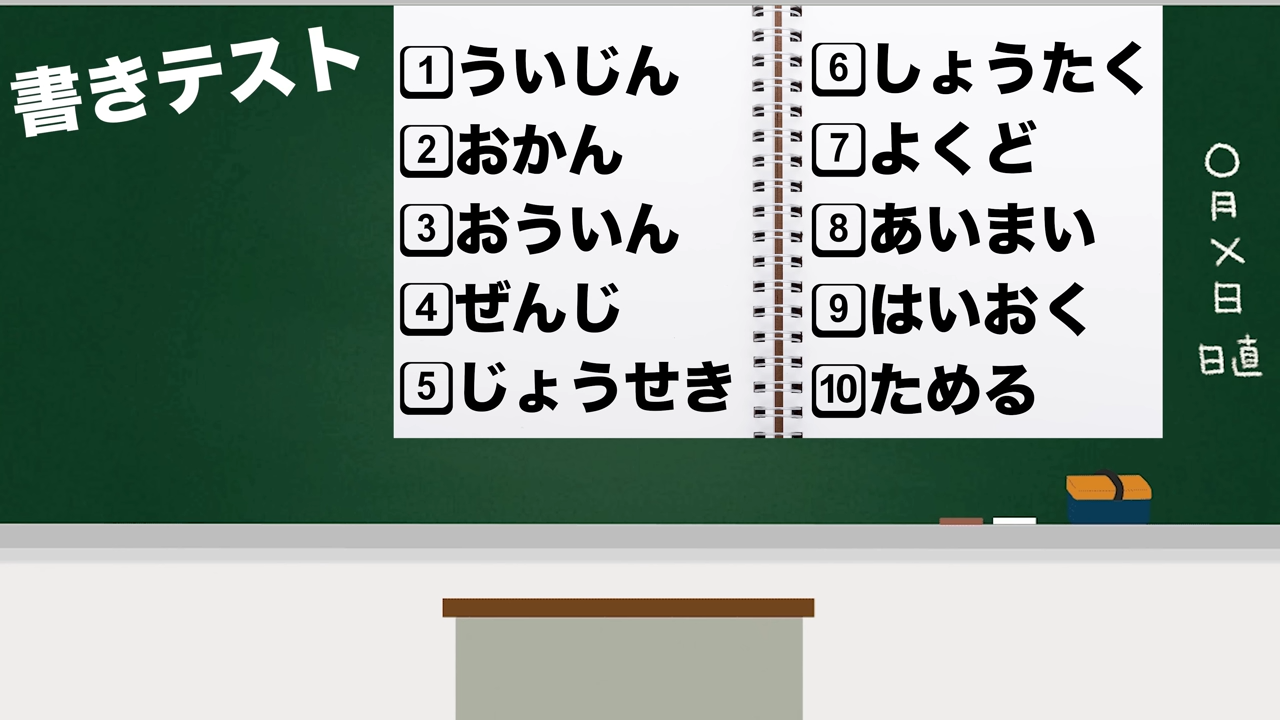 書きテスト
1ういじん
2おかん
3おういん
4ぜんじ
5じょうせき
6しょうたく
7よくど
8あいまい
9はいおく
10ためる
〇月×日
日直